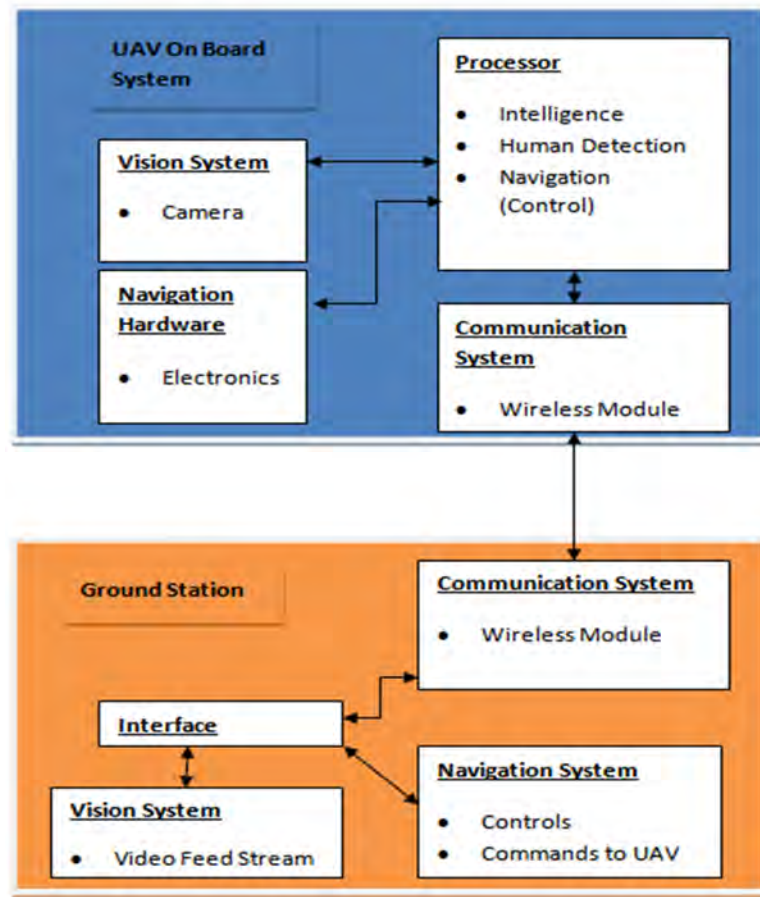 UAV On Board
System
Processor
• Intelligence
• Human Detection
• Navigation
(Control)
Vision System
• Camera
Navigation
Hardware
• Electronics
Communication
System
• Wireless Module
Ground Station
Communication System
• Wireless Module
Interface
Navigation System
• Controls
• Commands to UAV
Vision System
• Video Feed Stream